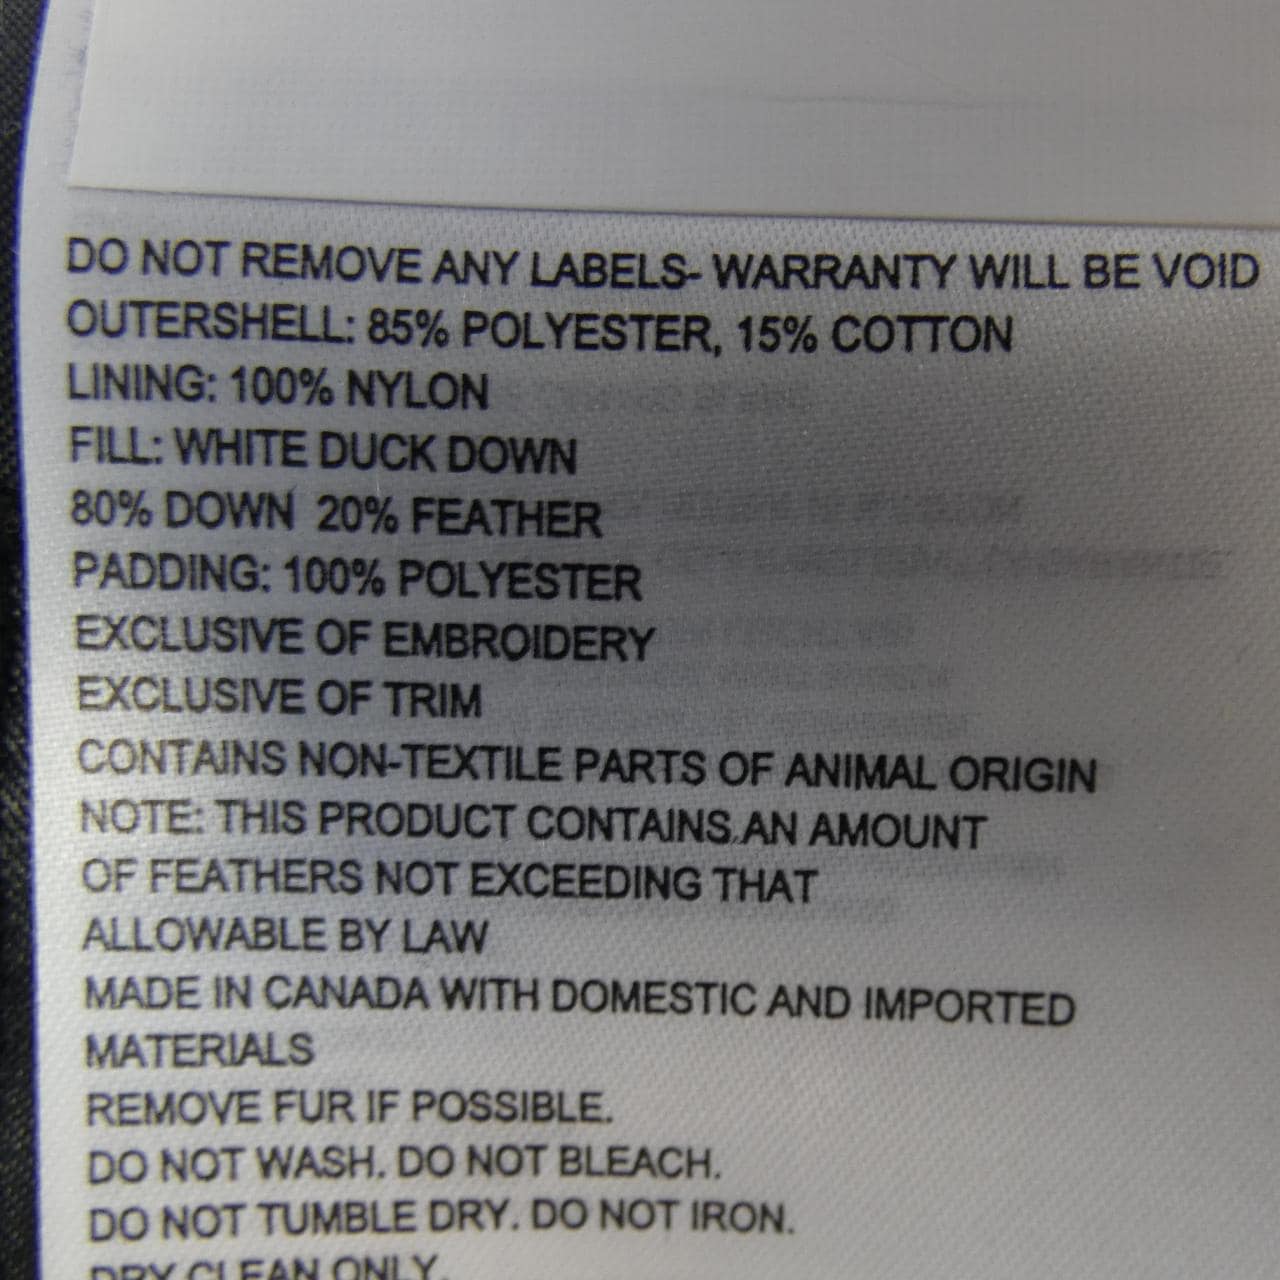 DO NOT REMOVE ANY LABELS- WARRANTY WILL BE VOID
OUTERSHELL: 85% POLYESTER, 15% COTTON
LINING: 100% NYLON
FILL: WHITE DUCK DOWN
80% DOWN 20% FEATHER
PADDING: 100% POLYESTER
EXCLUSIVE OF EMBROIDERY
EXCLUSIVE OF TRIM
CONTAINS NON-TEXTILE PARTS OF ANIMAL ORIGIN
NOTE: THIS PRODUCT CONTAINS AN AMOUNT
OF FEATHERS NOT EXCEEDING THAT
ALLOWABLE BY LAW
MADE IN CANADA WITH DOMESTIC AND IMPORTED
MATERIALS
REMOVE FUR IF POSSIBLE.
DO NOT WASH. DO NOT BLEACH.
DO NOT TUMBLE DRY. DO NOT IRON.
DRY CLEAN ONLY.